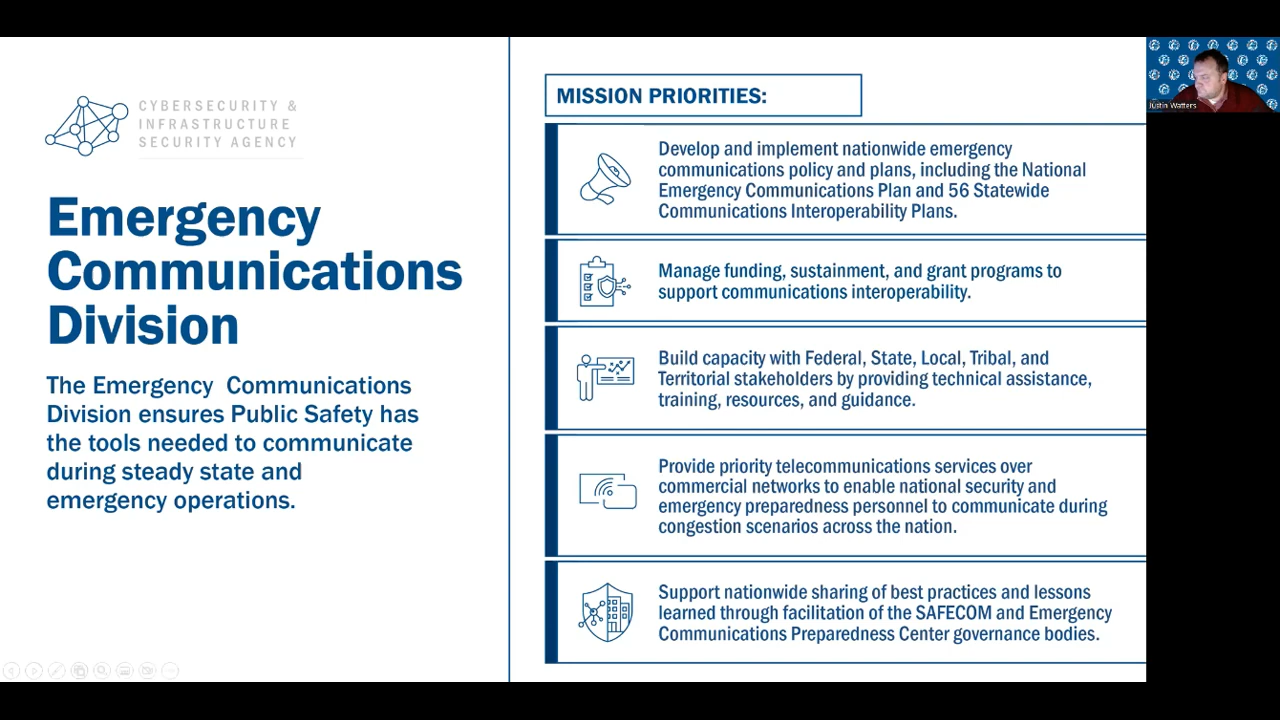 CYBERSECURITY &
INFRASTRUCTURE
SECURITY AGENCY
Emergency
Communications
Division
The Emergency Communications
Division ensures Public Safety has
the tools needed to communicate
during steady state and
emergency operations.
MISSION PRIORITIES:
Develop and implement nationwide emergency
communications policy and plans, including the National
Emergency Communications Plan and 56 Statewide
Communications Interoperability Plans.
Manage funding, sustainment, and grant programs to
support communications interoperability.
Build capacity with Federal, State, Local, Tribal, and
Territorial stakeholders by providing technical assistance,
training, resources, and guidance.
Provide priority telecommunications services over
commercial networks to enable national security and
emergency preparedness personnel to communicate during
congestion scenarios across the nation.
Support nationwide sharing of best practices and lessons
learned through facilitation of the SAFECOM and Emergency
Communications Preparedness Center governance bodies.
Justin Watters